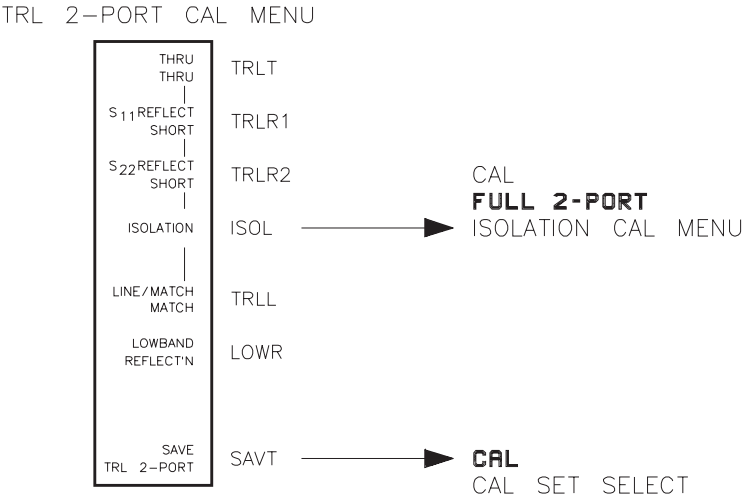 TRL 2-PORT CAL MENU
THRU
THRU
TRLT
S11REFLECT
SHORT
TRLR1
S22REFLECT
SHORT
TRLR2
CAL
FULL 2-PORT
ISOLATION
ISOL
ISOLATION CAL MENU
LINE/MATCH
MATCH
TRLL
LOWBAND
REFLECT'N
LOWR
SAVE
TRL 2-PORT
SAVT
CAL
CAL SET SELECT